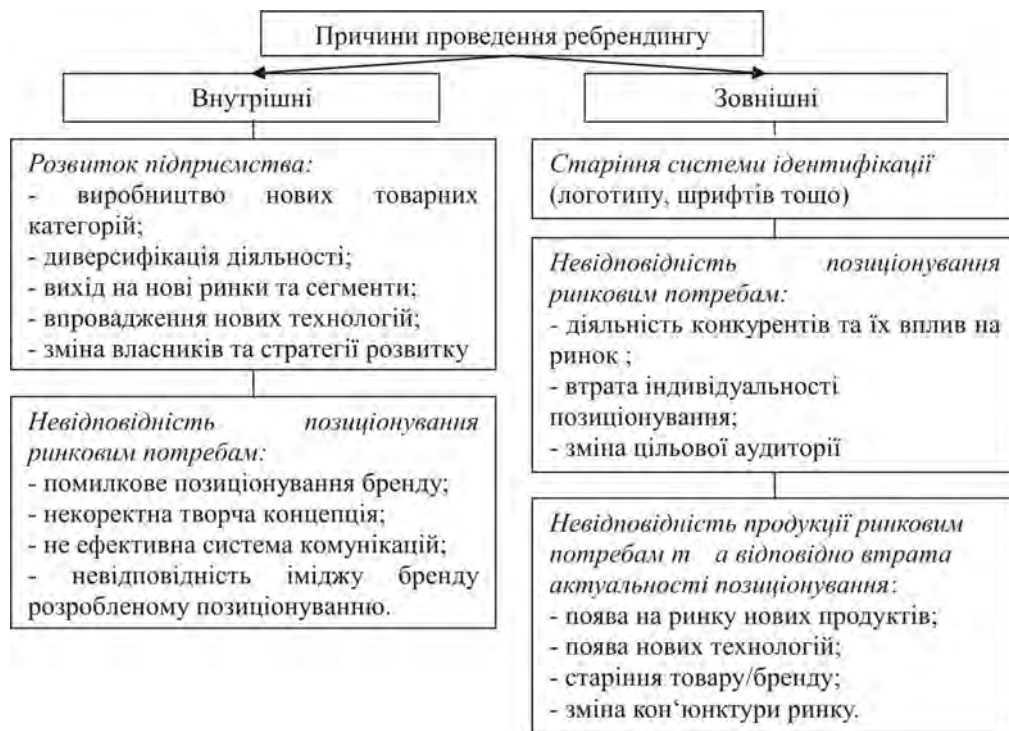 Причини проведення ребрендингу
Внутрішні
Розвиток підприємства:
- виробництво нових товарних
категорій;
- диверсифікація діяльності;
- вихід на нові ринки та сегменти;
- впровадження нових технологій;
- зміна власників та стратегії розвитку
Невідповідність позиціонування
ринковим потребам:
- помилкове позиціонування бренду;
- некоректна творча концепція;
- не ефективна система комунікацій;
- невідповідність іміджу бренду
розробленому позиціонуванню.
Зовнішні
Старіння системи ідентифікації
(логотипу, шрифтів тощо)
Невідповідність позиціонування
ринковим потребам:
- діяльність конкурентів та їх вплив на
ринок ;
- втрата індивідуальності
позиціонування;
- зміна цільової аудиторії
Невідповідність продукції ринковим
потребам т а відповідно втрата
актуальності позиціонування:
- поява на ринку нових продуктів;
- поява нових технологій;
- старіння товару/бренду;
- зміна кон‘юнктури ринку.